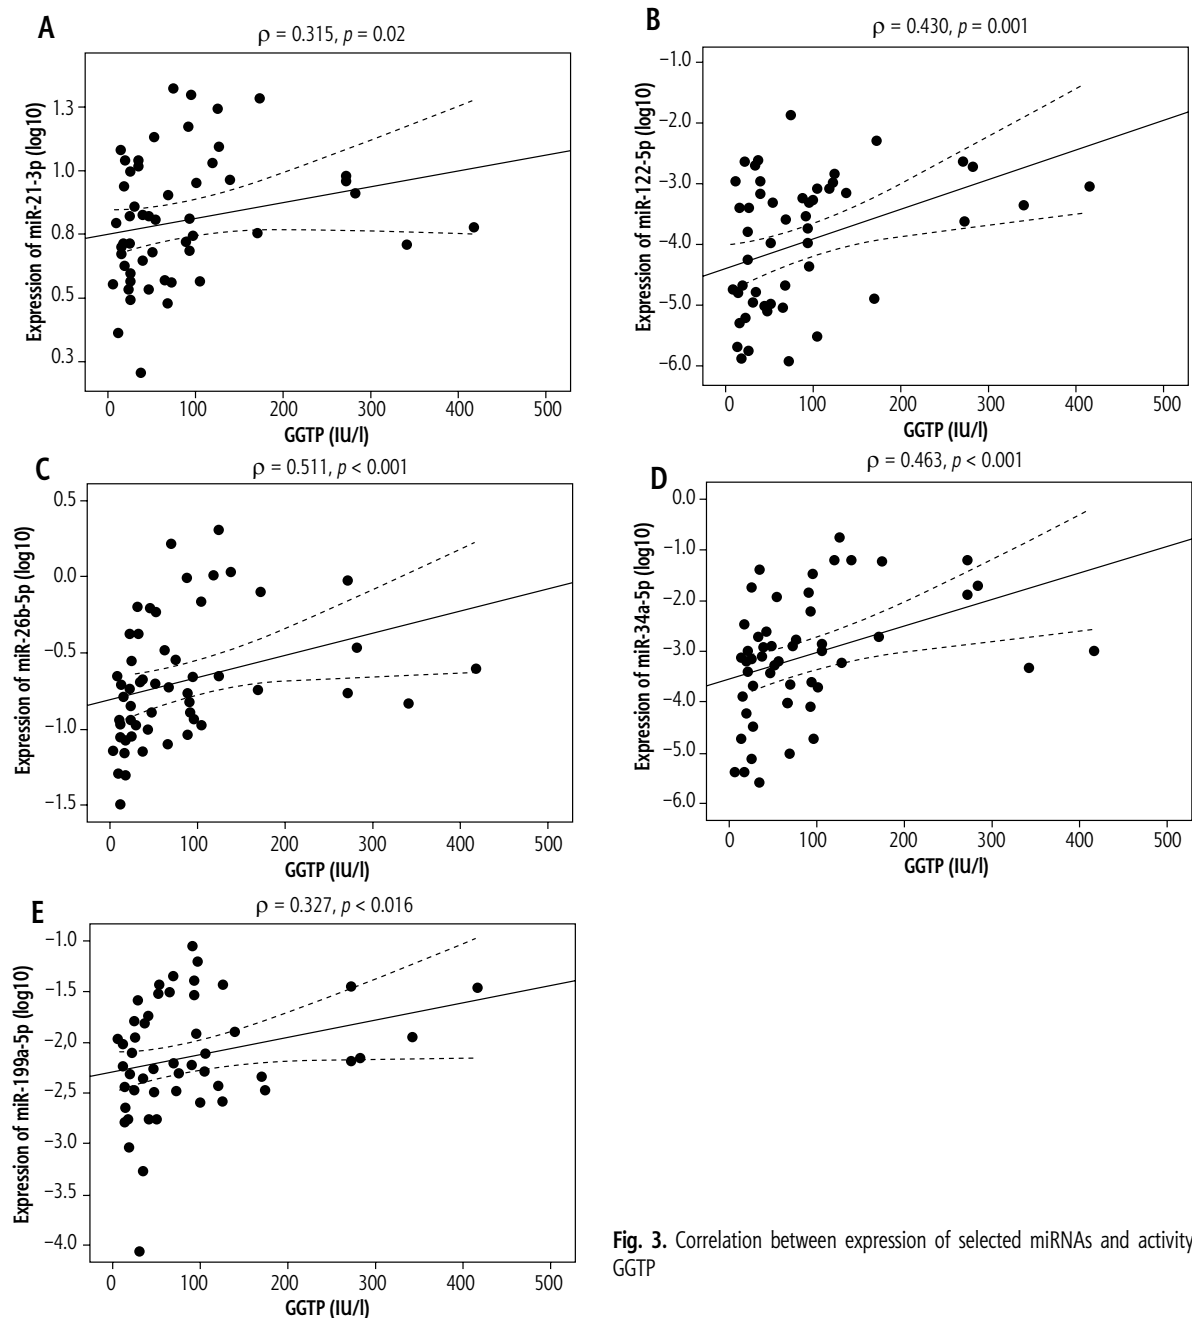 A
ρ = 0.315, p = 0.02
Expression of miR-21-3p (log10)
1.3
1.0
0.8
0.5
0.3
0 100 200 300 400 500
GGTP (IU/l)
B
ρ = 0.430, p = 0.001
Expression of miR-122-5p (log10)
−1.0
−2.0
−3.0
−4.0
−5.0
−6.0
0 100 200 300 400 500
GGTP (IU/l)
C
ρ = 0.511, p < 0.001
Expression of miR-26b-5p (log10)
0.5
0.0
−0.5
−1.0
−1.5
0 100 200 300 400 500
GGTP (IU/l)
D
ρ = 0.463, p < 0.001
Expression of miR-34a-5p (log10)
0.0
−1.0
−2.0
−3.0
−4.0
−5.0
−6.0
0 100 200 300 400 500
GGTP (IU/l)
E
ρ = 0.327, p < 0.016
Expression of miR-199a-5p (log10)
−1.0
−1.5
−2.0
−2.5
−3.0
−3.5
−4.0
0 100 200 300 400 500
GGTP (IU/l)
Fig. 3. Correlation between expression of selected miRNAs and activity
GGTP